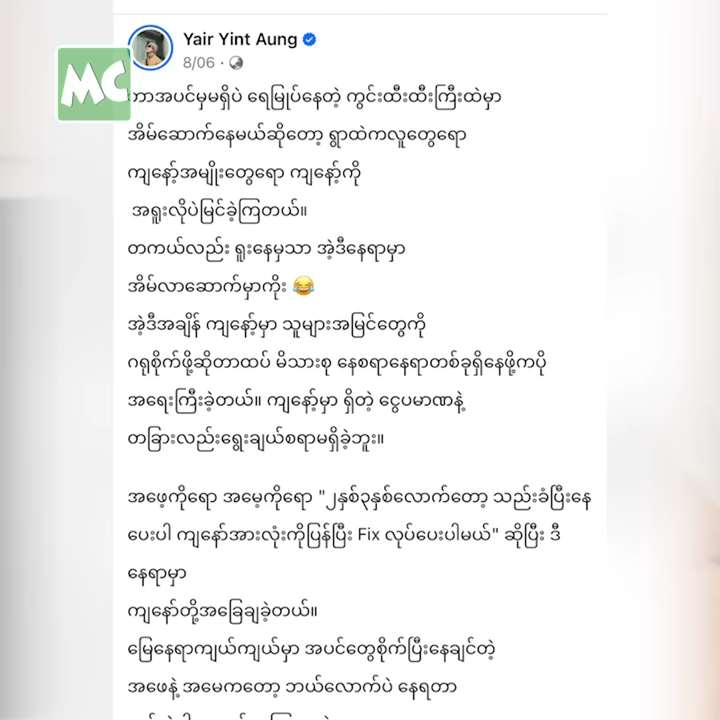 Yair Yint Aung
8/06 ·
MC
ဘာအပင်မှမရှိပဲ ရေမြုပ်နေတဲ့ ကွင်းထီးထီးကြီးထဲမှာ
အိမ်ဆောက်နေမယ်ဆိုတော့ ရွာထဲကလူတွေရော
ကျနော့်အမျိုးတွေရော ကျနော့်ကို
အရူးလိုပဲမြင်ခဲ့ကြတယ်။
တကယ်လည်း ရူးနေမှသာ အဲ့ဒီနေရာမှာ
အိမ်လာဆောက်မှာကိုး 😂
အဲ့ဒီအချိန် ကျနော့်မှာ သူများအမြင်တွေကို
ဂရုစိုက်ဖို့ဆိုတာထပ် မိသားစု နေစရာနေရာတစ်ခုရှိနေဖို့ကပို
အရေးကြီးခဲ့တယ်။ ကျနော့်မှာ ရှိတဲ့ ငွေပမာဏနဲ့
တခြားလည်းရွေးချယ်စရာမရှိခဲ့ဘူး။
အဖေ့ကိုရော အမေ့ကိုရော "၂နှစ်၃နှစ်လောက်တော့ သည်းခံပြီးနေ
ပေးပါ ကျနော်အားလုံးကိုပြန်ပြီး Fix လုပ်ပေးပါမယ်" ဆိုပြီး ဒီ
နေရာမှာ
ကျနော်တို့အခြေချခဲ့တယ်။
မြေနေရာကျယ်ကျယ်မှာ အပင်တွေစိုက်ပြီးနေချင်တဲ့
အဖေနဲ့ အမေကတော့ ဘယ်လောက်ပဲ နေရတာ